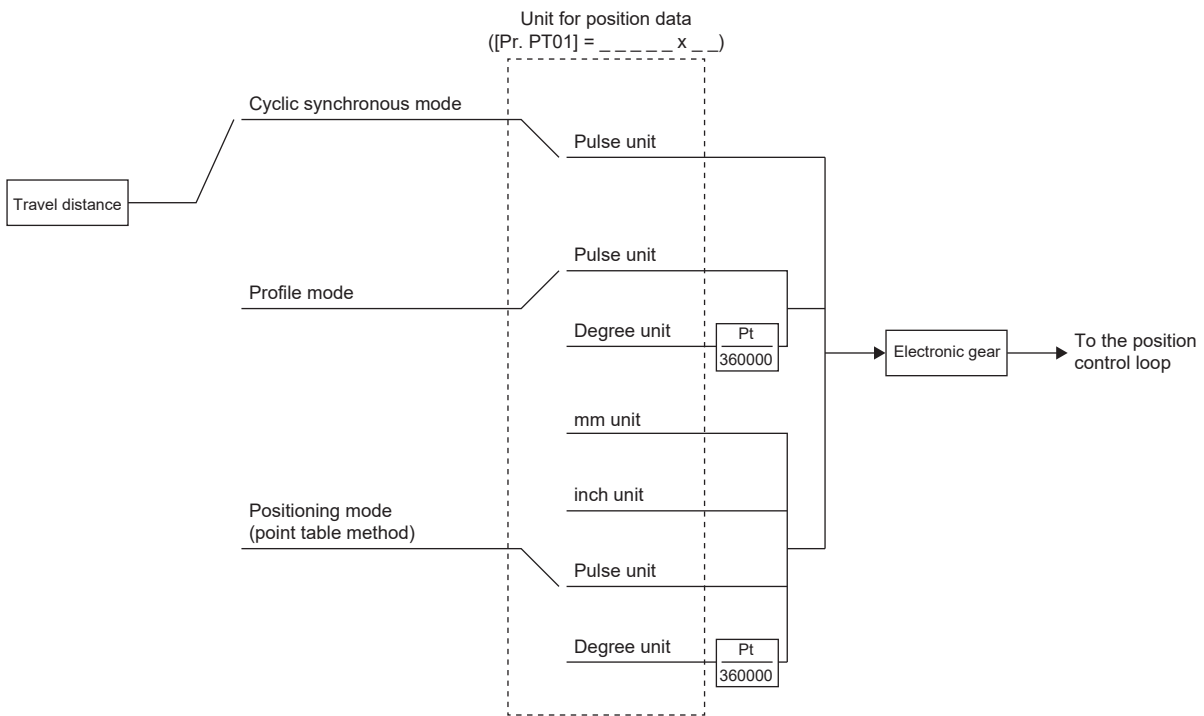 Unit for position data
([Pr. PT01] = _ _ _ _ _ x _ _)
Cyclic synchronous mode
Pulse unit
Travel distance
Pulse unit
Profile mode
Degree unit
Pt
360000
Electronic gear
To the position
control loop
mm unit
inch unit
Positioning mode
(point table method)
Pulse unit
Degree unit
Pt
360000